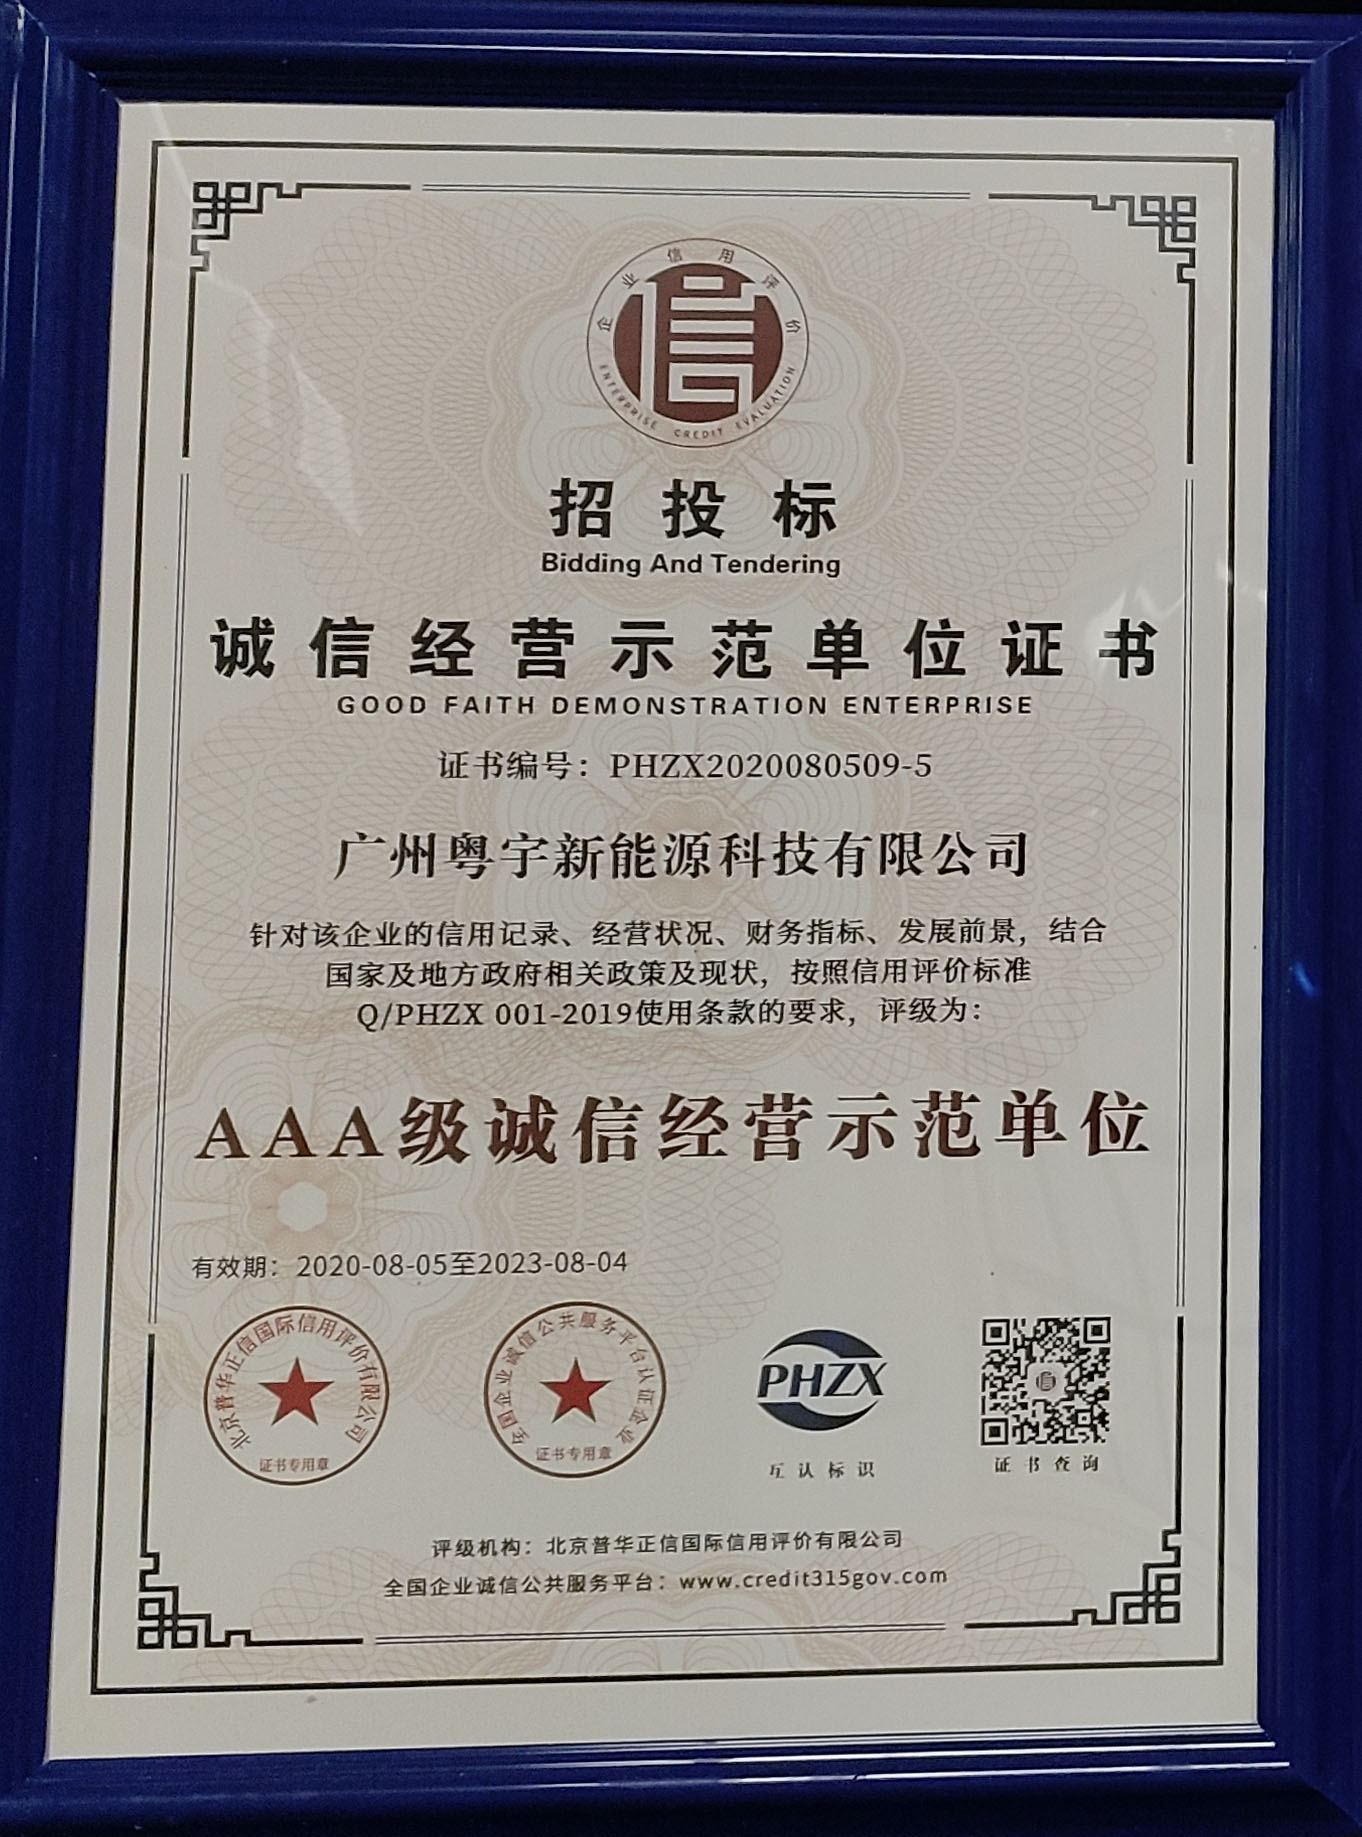 企业信用评价
信
ENTERPRISE CREDIT EVALUATION
招投标
Bidding And Tendering
诚信经营示范单位证书
GOOD FAITH DEMONSTRATION ENTERPRISE
证书编号：PHZX2020080509-5
广州粤宇新能源科技有限公司
针对该企业的信用记录、经营状况、财务指标、发展前景，结合
国家及地方政府相关政策及现状，按照信用评价标准
Q/PHZX 001-2019使用条款的要求，评级为：
AAA级诚信经营示范单位
有效期：2020-08-05至2023-08-04
北京普华正信国际信用评价有限公司
证书专用章
全国企业诚信公共服务平台认证企业
证书专用章
PHZX
互认标识
证书查询
评级机构：北京普华正信国际信用评价有限公司
全国企业诚信公共服务平台：www.credit315gov.com